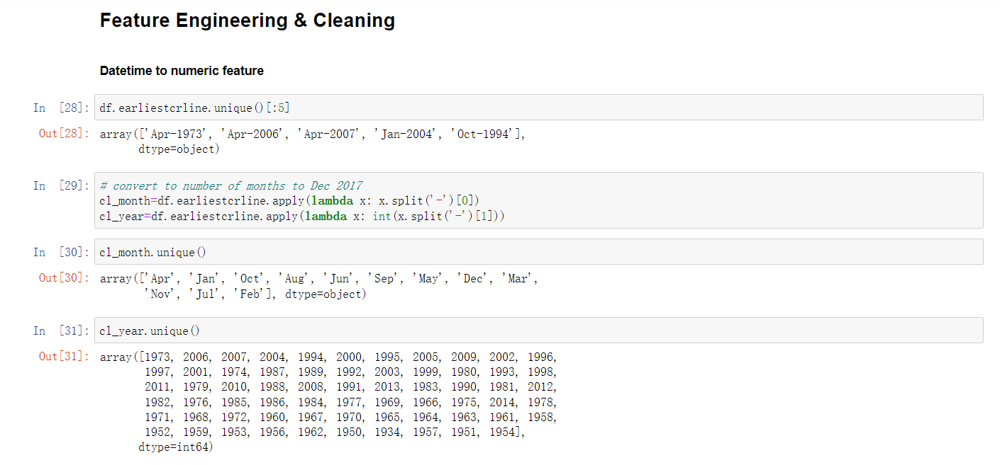 Feature Engineering & Cleaning
Datetime to numeric feature
In [28]: df.earliestcrline.unique()[:5]
Out[28]: array(['Apr-1973', 'Apr-2006', 'Apr-2007', 'Jan-2004', 'Oct-1994'],
dtype=object)
In [29]: # convert to number of months to Dec 2017
cl_month=df.earliestcrline.apply(lambda x: x.split('-')[0])
cl_year=df.earliestcrline.apply(lambda x: int(x.split('-')[1]))
In [30]: cl_month.unique()
Out[30]: array(['Apr', 'Jan', 'Oct', 'Aug', 'Jun', 'Sep', 'May', 'Dec', 'Mar',
'Nov', 'Jul', 'Feb'], dtype=object)
In [31]: cl_year.unique()
Out[31]: array([1973, 2006, 2007, 2004, 1994, 2000, 1995, 2005, 2009, 2002, 1996,
1997, 2001, 1974, 1987, 1989, 1992, 2003, 1999, 1980, 1993, 1998,
2011, 1979, 2010, 1988, 2008, 1991, 2013, 1983, 1990, 1981, 2012,
1982, 1976, 1985, 1986, 1984, 1977, 1969, 1966, 1975, 2014, 1978,
1971, 1968, 1972, 1960, 1967, 1970, 1965, 1964, 1963, 1961, 1958,
1952, 1959, 1953, 1956, 1962, 1950, 1934, 1957, 1951, 1954],
dtype=int64)